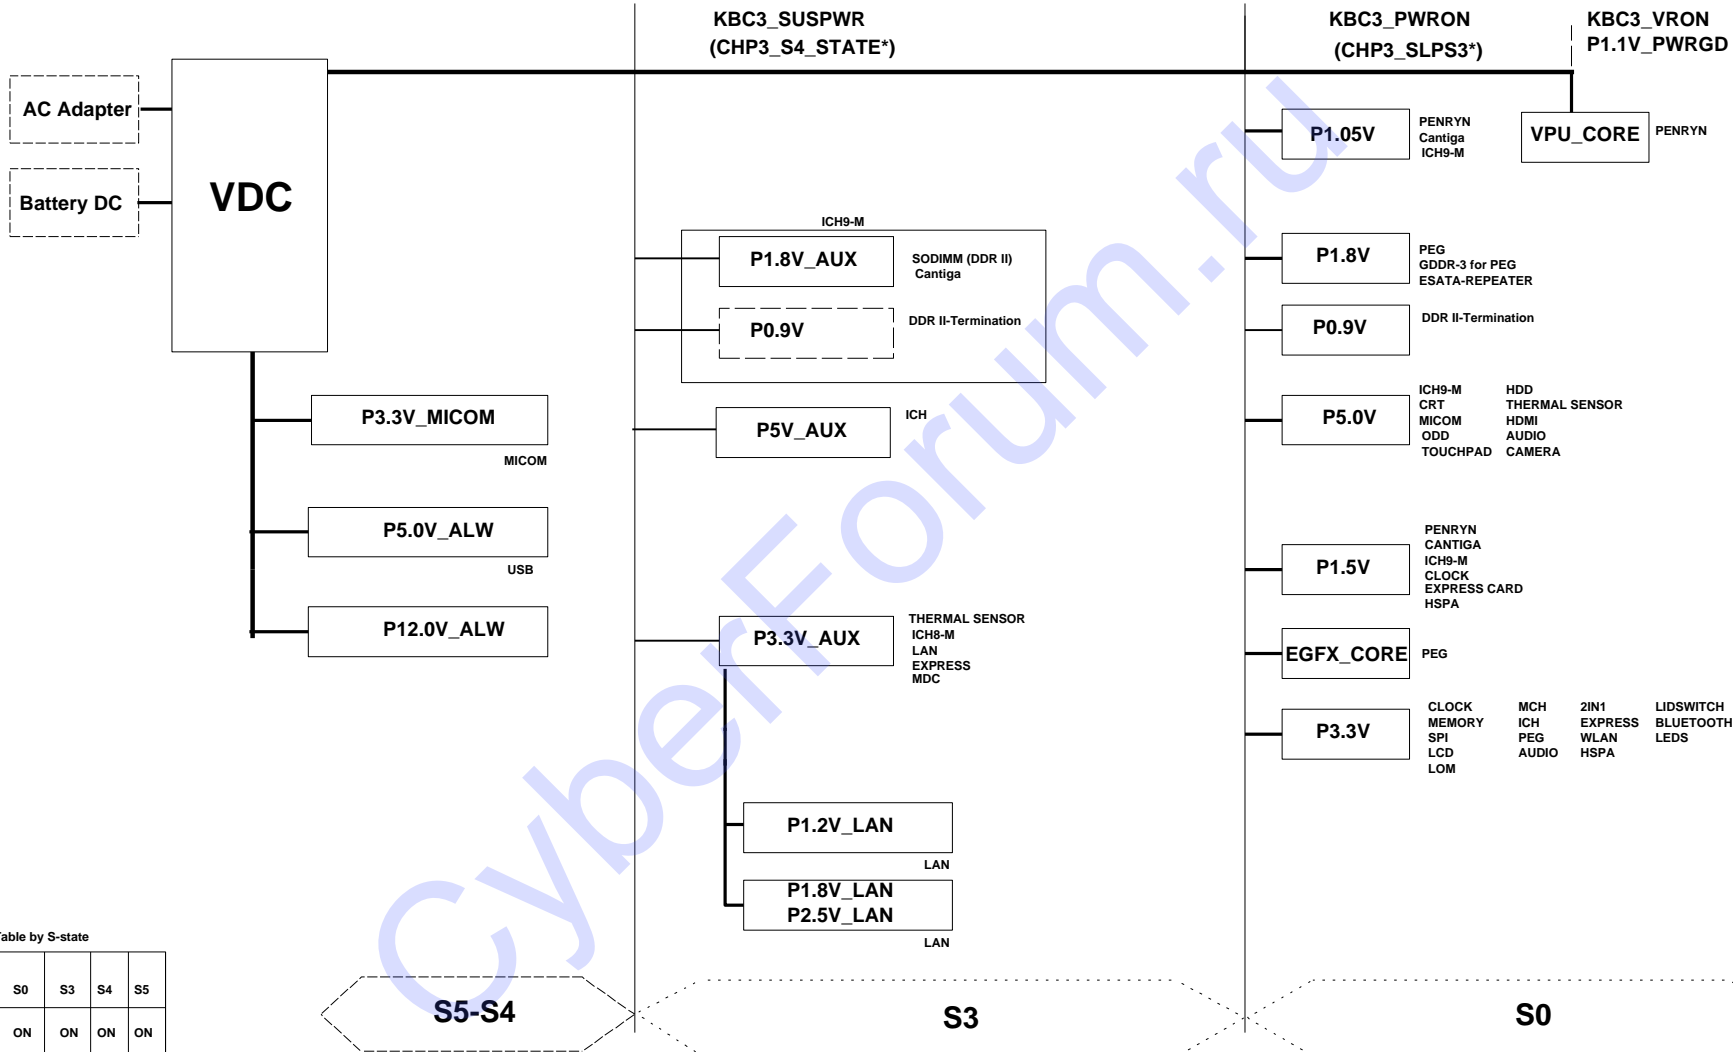 KBC3_SUSPWR
(CHP3_S4_STATE*)
KBC3_PWRON
(CHP3_SLPS3*)
KBC3_VRON
P1.1V_PWRGD
AC Adapter
Battery DC
VDC
P3.3V_MICOM
MICOM
P5.0V_ALW
USB
P12.0V_ALW
ICH9-M
P1.8V_AUX
SODIMM (DDR II)
Cantiga
P0.9V
DDR II-Termination
P5V_AUX
ICH
P3.3V_AUX
THERMAL SENSOR
ICH8-M
LAN
EXPRESS
MDC
P1.2V_LAN
LAN
P1.8V_LAN
P2.5V_LAN
LAN
P1.05V
PENRYN
Cantiga
ICH9-M
VPU_CORE
PENRYN
P1.8V
PEG
GDDR-3 for PEG
ESATA-REPEATER
P0.9V
DDR II-Termination
P5.0V
ICH9-M HDD
CRT THERMAL SENSOR
MICOM HDMI
ODD AUDIO
TOUCHPAD CAMERA
P1.5V
PENRYN
CANTIGA
ICH9-M
CLOCK
EXPRESS CARD
HSPA
EGFX_CORE
PEG
P3.3V
CLOCK MCH 2IN1 LIDSWITCH
MEMORY ICH EXPRESS BLUETOOTH
SPI PEG WLAN LEDS
LCD AUDIO HSPA
LOM
Table by S-state
S0 S3 S4 S5
ON ON ON ON
S5-S4
S3
S0
CyberForum.ru